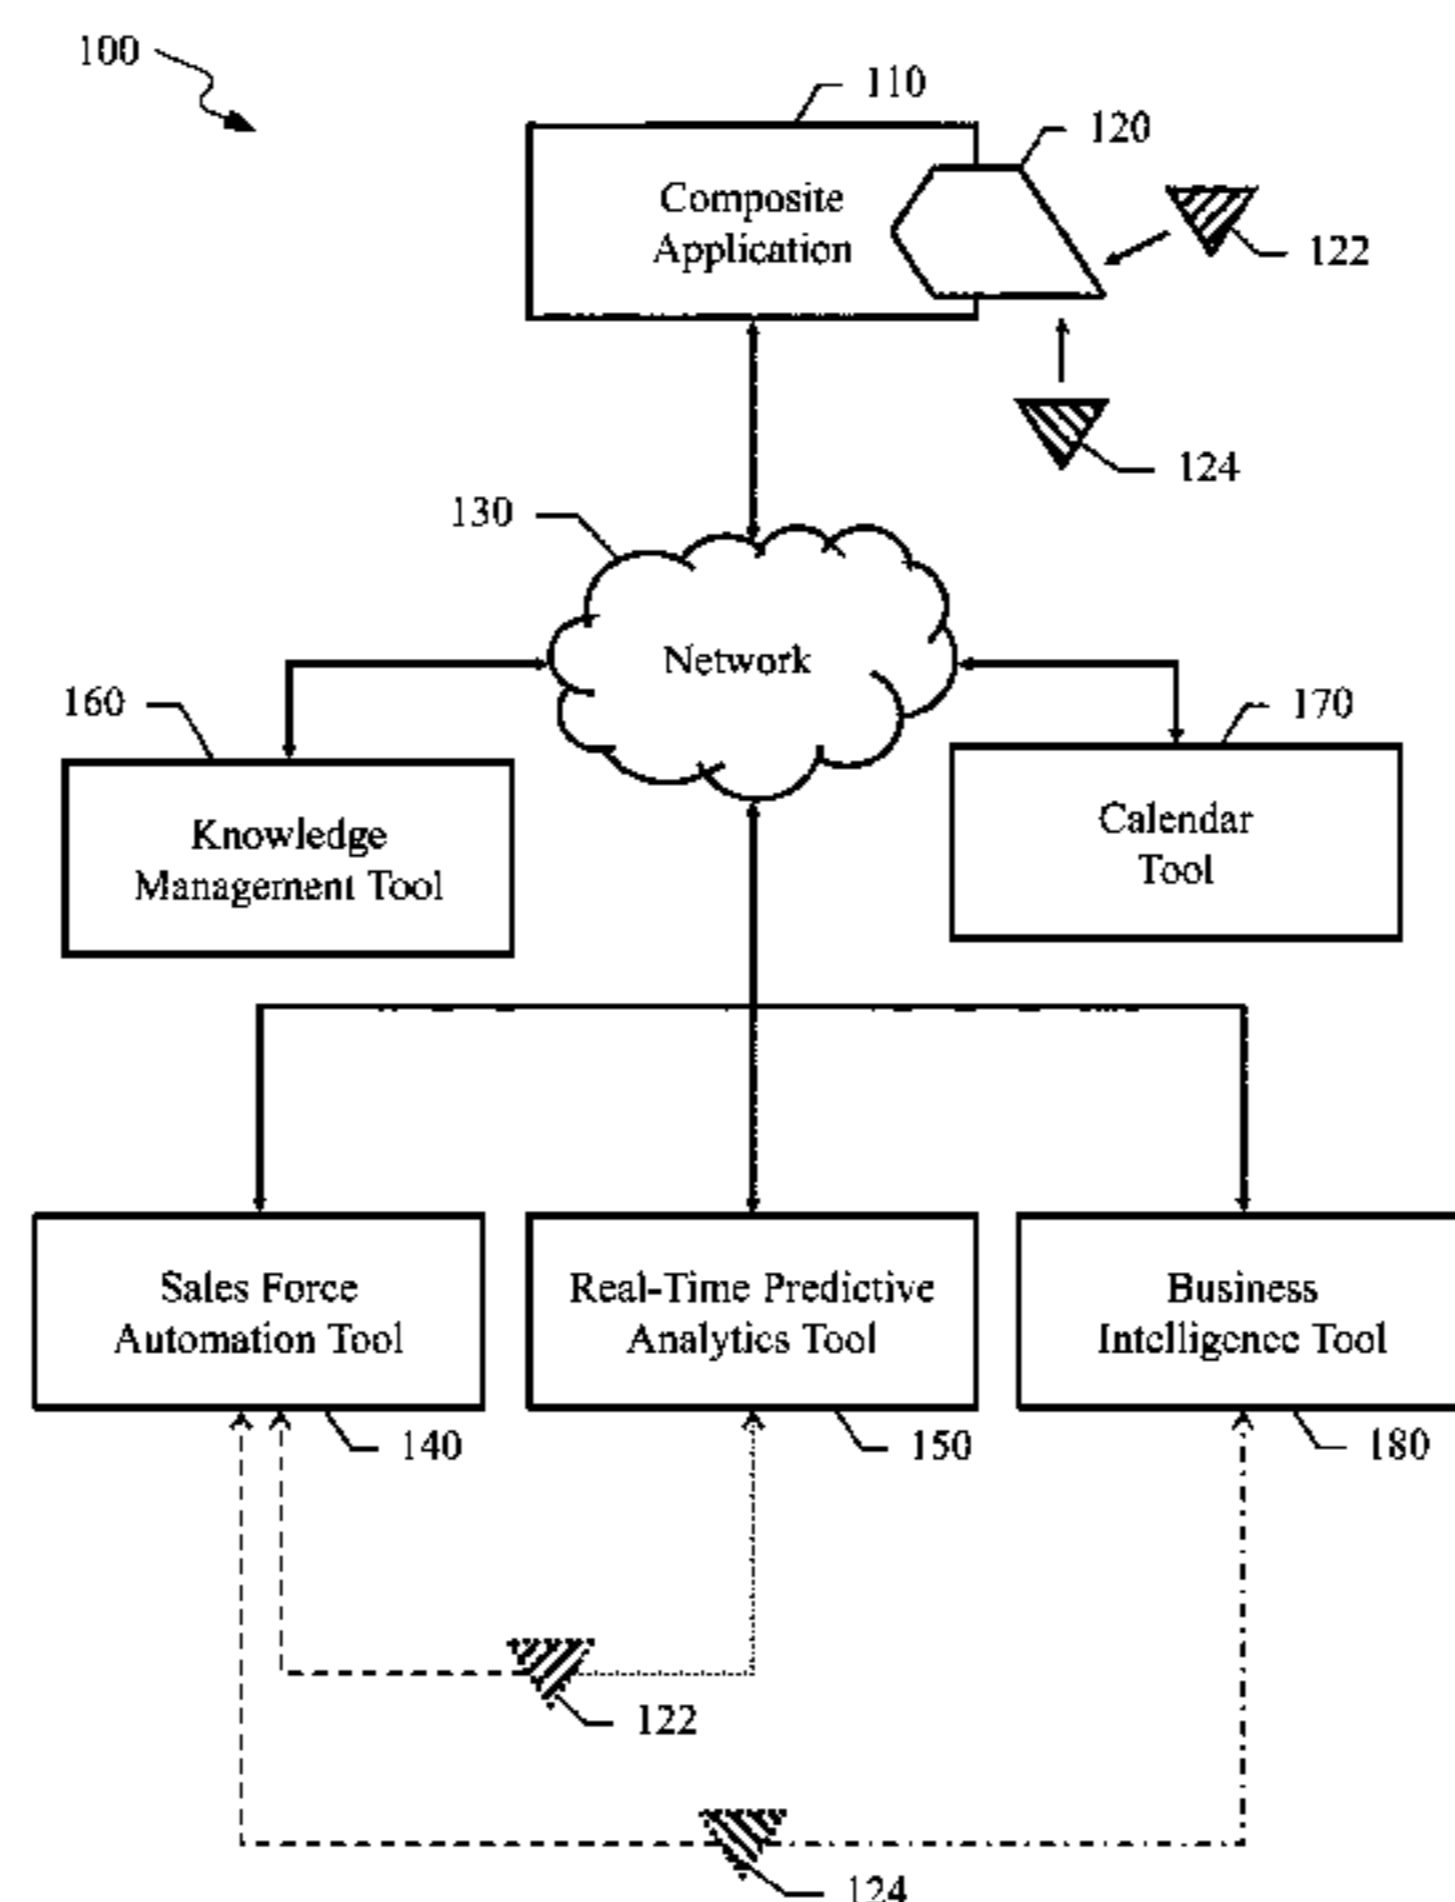 100
110
120
Composite
Application
122
124
130
Network
160
170
Knowledge
Management Tool
Calendar
Tool
Sales Force
Automation Tool
Real-Time Predictive
Analytics Tool
Business
Intelligence Tool
140
150
180
122
124